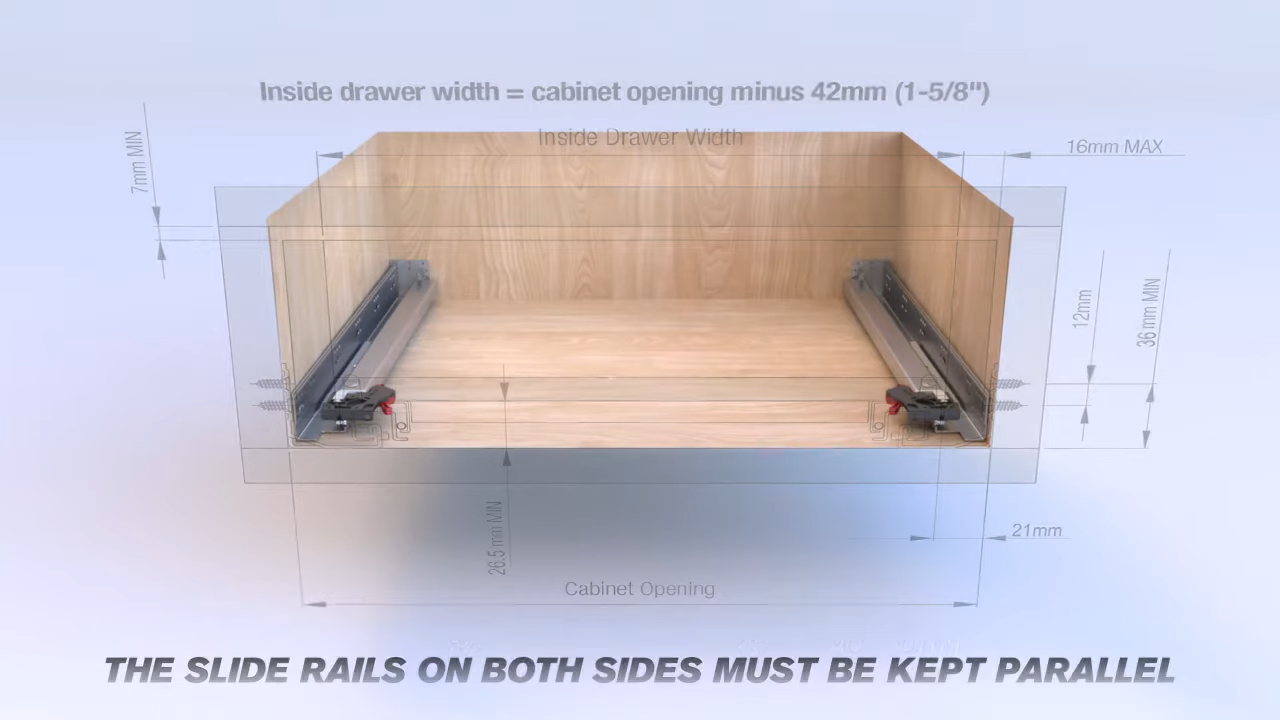 Inside drawer width = cabinet opening minus 42mm (1-5/8")
Inside Drawer Width
16mm MAX
7mm MIN
12mm
36mm MIN
26.5mm MIN
21mm
Cabinet Opening
THE SLIDE RAILS ON BOTH SIDES MUST BE KEPT PARALLEL